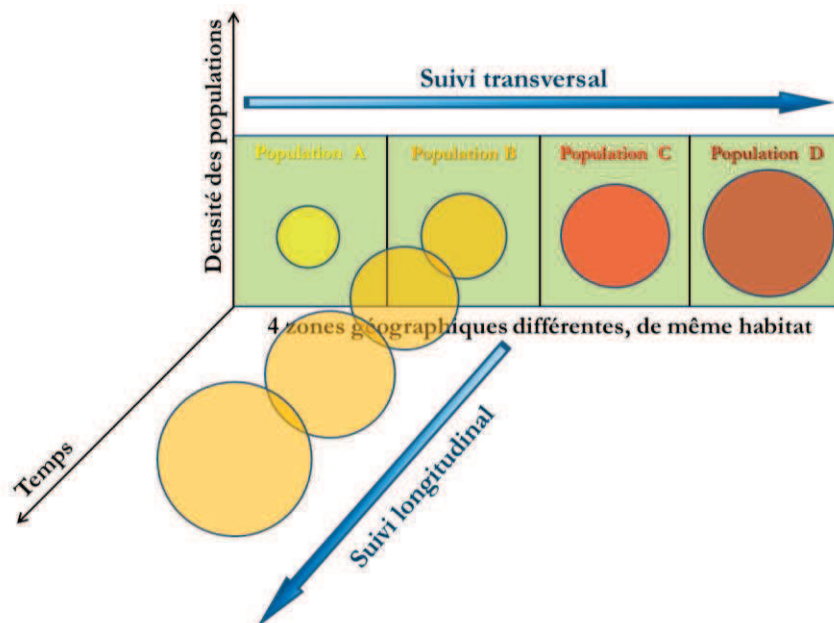 Densité des populations
Suivi transversal
Population A
Population B
Population C
Population D
4 zones géographiques différentes, de même habitat
Temps
Suivi longitudinal